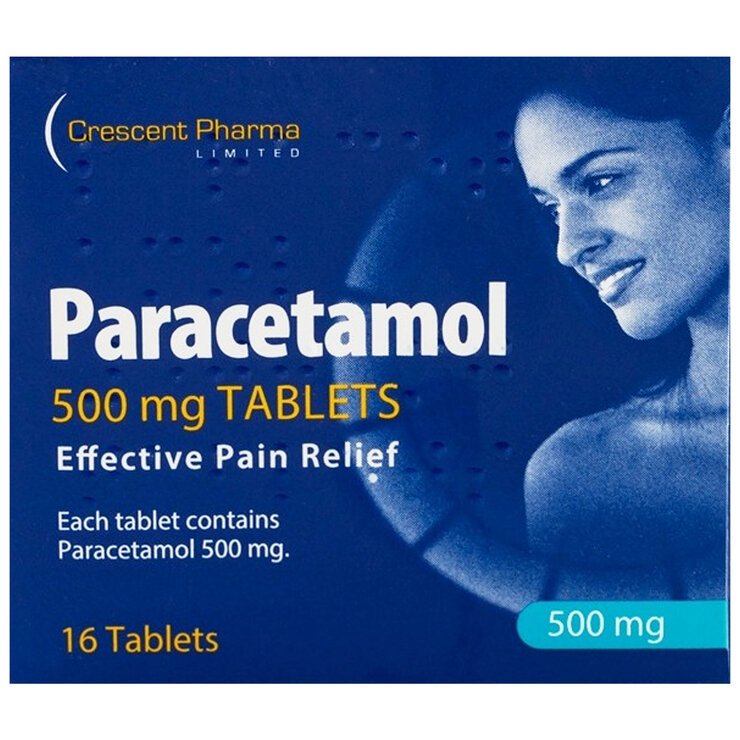 Crescent Pharma
LIMITED
Paracetamol
500 mg TABLETS
Effective Pain Relief
Each tablet contains
Paracetamol 500 mg.
16 Tablets
500 mg